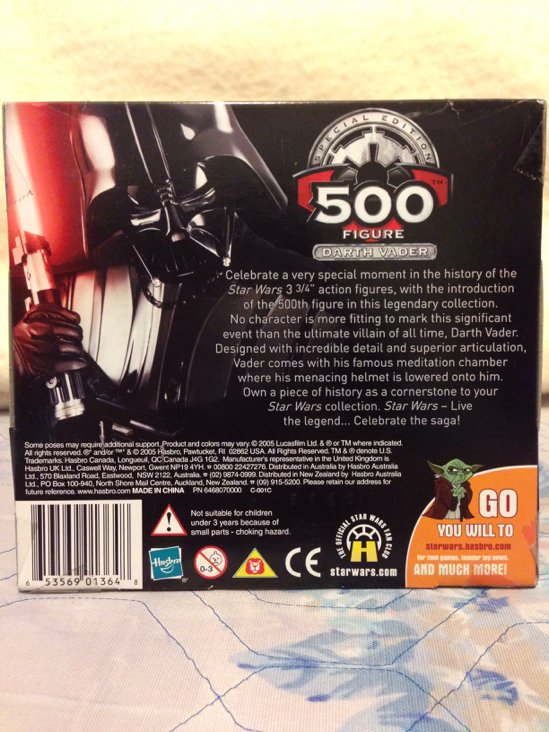 SPECIAL EDITION
500™
FIGURE
DARTH VADER
Celebrate a very special moment in the history of the
Star Wars 3 3/4" action figures, with the introduction
of the 500th figure in this legendary collection.
No character is more fitting to mark this significant
event than the ultimate villain of all time, Darth Vader.
Designed with incredible detail and superior articulation,
Vader comes with his famous meditation chamber
where his menacing helmet is lowered onto him.
Own a piece of history as a cornerstone to your
Star Wars collection. Star Wars – Live
the legend... Celebrate the saga!
Some poses may require additional support. Product and colors may vary. © 2005 Lucasfilm Ltd. & ® or TM where indicated.
All rights reserved. ®* and/or ™* & © 2005 Hasbro, Pawtucket, RI 02862 USA. All Rights Reserved. TM & ® denote U.S.
Trademarks. Hasbro Canada, Longueuil, QC Canada J4G 1G2. Manufacturer's representative in the United Kingdom is
Hasbro UK Ltd., Caswell Way, Newport, Gwent NP19 4YH. ☎ 00800 22427276. Distributed in Australia by Hasbro Australia
Ltd., 570 Blaxland Road, Eastwood, NSW 2122, Australia. ☎ (02) 9874-0999. Distributed in New Zealand by Hasbro Australia
Ltd., PO Box 100-940, North Shore Mail Centre, Auckland, New Zealand. ☎ (09) 915-5200. Please retain our address for
future reference. www.hasbro.com MADE IN CHINA PN 6468070000 C-001C
Not suitable for children
under 3 years because of
small parts - choking hazard.
6 53569 01364 8
Hasbro
0-3
CE
THE OFFICIAL STAR WARS FAN CLUB
H
starwars.com
GO
YOU WILL TO
starwars.hasbro.com
for cool games, insider toy news,
AND MUCH MORE!